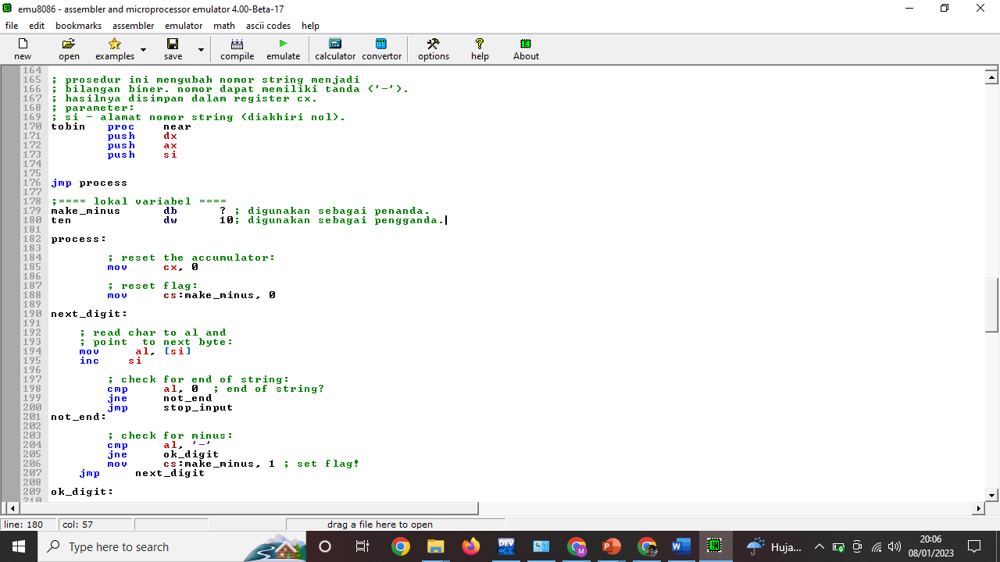 emu8086 - assembler and microprocessor emulator 4.00-Beta-17
file edit bookmarks assembler emulator math ascii codes help
new open examples save compile emulate calculator convertor options help About
164
165 ; prosedur ini mengubah nomor string menjadi
166 ; bilangan biner. nomor dapat memiliki tanda ('-').
167 ; hasilnya disimpan dalam register cx.
168 ; parameter:
169 ; si - alamat nomor string (diakhiri nol).
170 tobin proc near
171 push dx
172 push ax
173 push si
174
175
176 jmp process
177
178 ;==== lokal variabel ====
179 make_minus db ? ; digunakan sebagai penanda.
180 ten dw 10; digunakan sebagai pengganda.
181
182 process:
183
184 ; reset the accumulator:
185 mov cx, 0
186
187 ; reset flag:
188 mov cs:make_minus, 0
189
190 next_digit:
191
192 ; read char to al and
193 ; point to next byte:
194 mov al, [si]
195 inc si
196
197 ; check for end of string:
198 cmp al, 0 ; end of string?
199 jne not_end
200 jmp stop_input
201 not_end:
202
203 ; check for minus:
204 cmp al, '-'
205 jne ok_digit
206 mov cs:make_minus, 1 ; set flag!
207 jmp next_digit
208
209 ok_digit:
210
line: 180 col: 57 drag a file here to open
Type here to search DEV M P W Huja... 20:06
08/01/2023